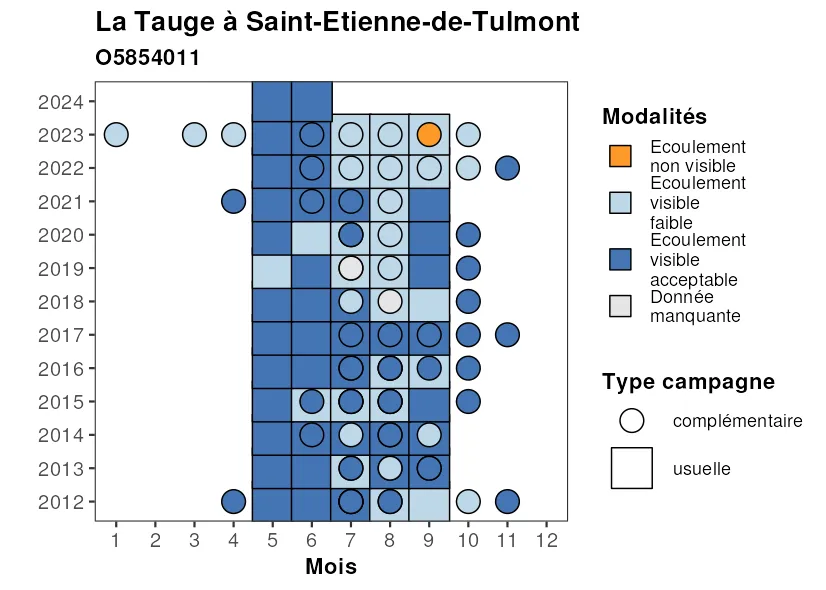 La Tauge à Saint-Etienne-de-Tulmont
O5854011
2024
2023
2022
2021
2020
2019
2018
2017
2016
2015
2014
2013
2012
1 2 3 4 5 6 7 8 9 10 11 12
Mois
Modalités
Ecoulement
non visible
Ecoulement
visible
faible
Ecoulement
visible
acceptable
Donnée
manquante
Type campagne
complémentaire
usuelle